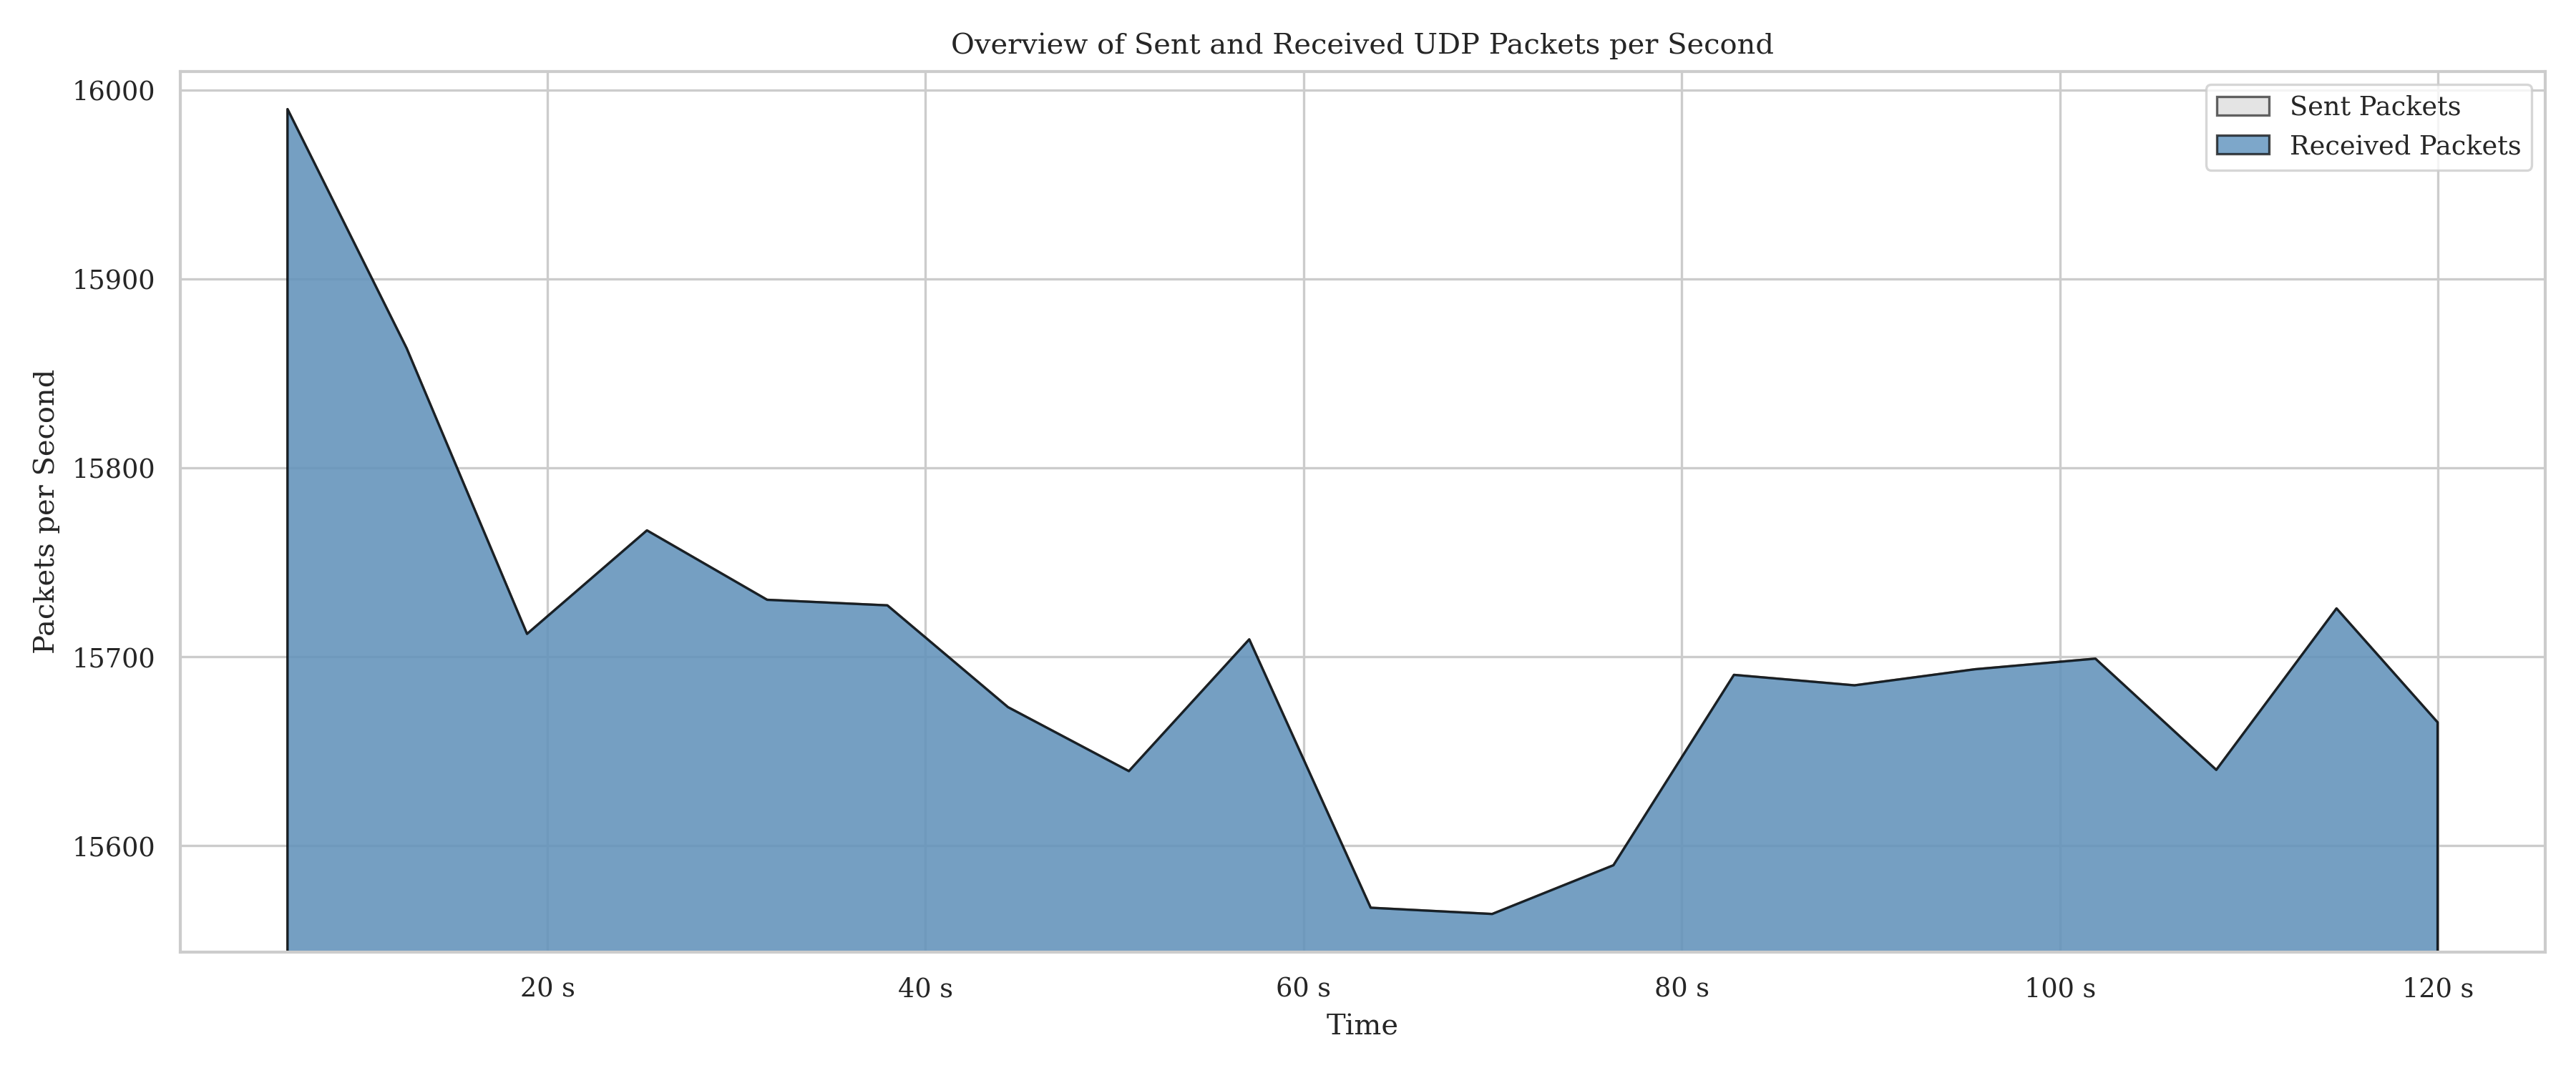 Overview of Sent and Received UDP Packets per Second
Sent Packets
Received Packets
Packets per Second
16000
15900
15800
15700
15600
20 s
40 s
60 s
80 s
100 s
120 s
Time